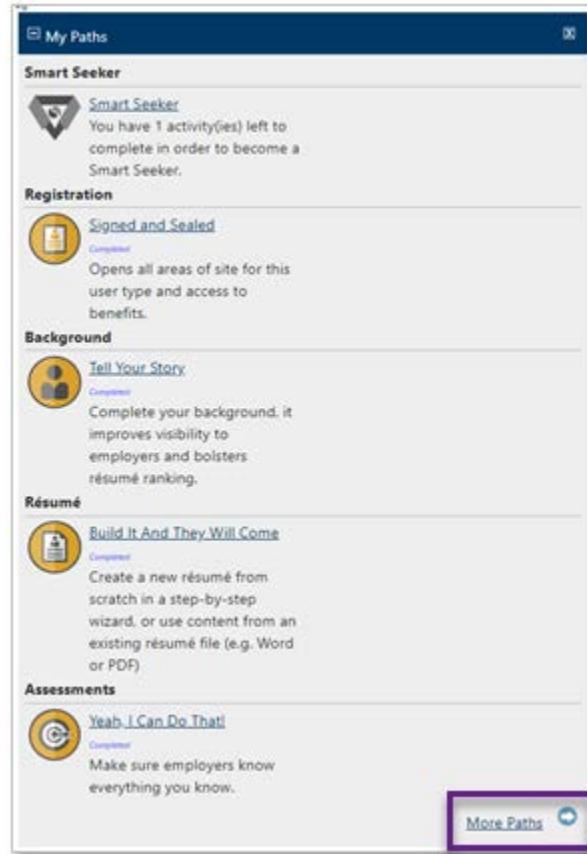 My Paths
Smart Seeker
Smart Seeker
You have 1 activity(ies) left to
complete in order to become a
Smart Seeker.
Registration
Signed and Sealed
Completed
Opens all areas of site for this
user type and access to
benefits.
Background
Tell Your Story
Completed
Complete your background, it
improves visibility to
employers and bolsters
résumé ranking.
Résumé
Build It And They Will Come
Completed
Create a new résumé from
scratch in a step-by-step
wizard, or use content from an
existing résumé file (e.g. Word
or PDF)
Assessments
Yeah, I Can Do That!
Completed
Make sure employers know
everything you know.
More Paths